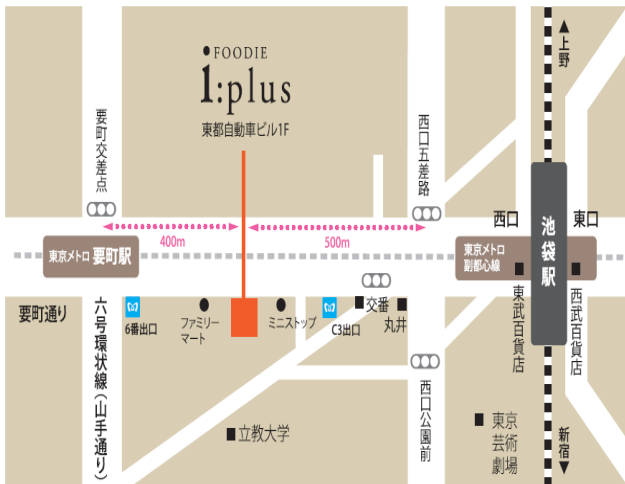 FOODIE
i:plus
東都自動車ビル1F
▲上野
要町交差点
西口五差路
西口
池袋駅
東口
400m
500m
東京メトロ 要町駅
東京メトロ
副都心線
要町通り
六号環状線(山手通り)
6番出口
ファミリー
マート
ミニストップ
C3出口
交番
丸井
東武百貨店
西武百貨店
西口公園前
立教大学
東京
芸術
劇場
新宿▼